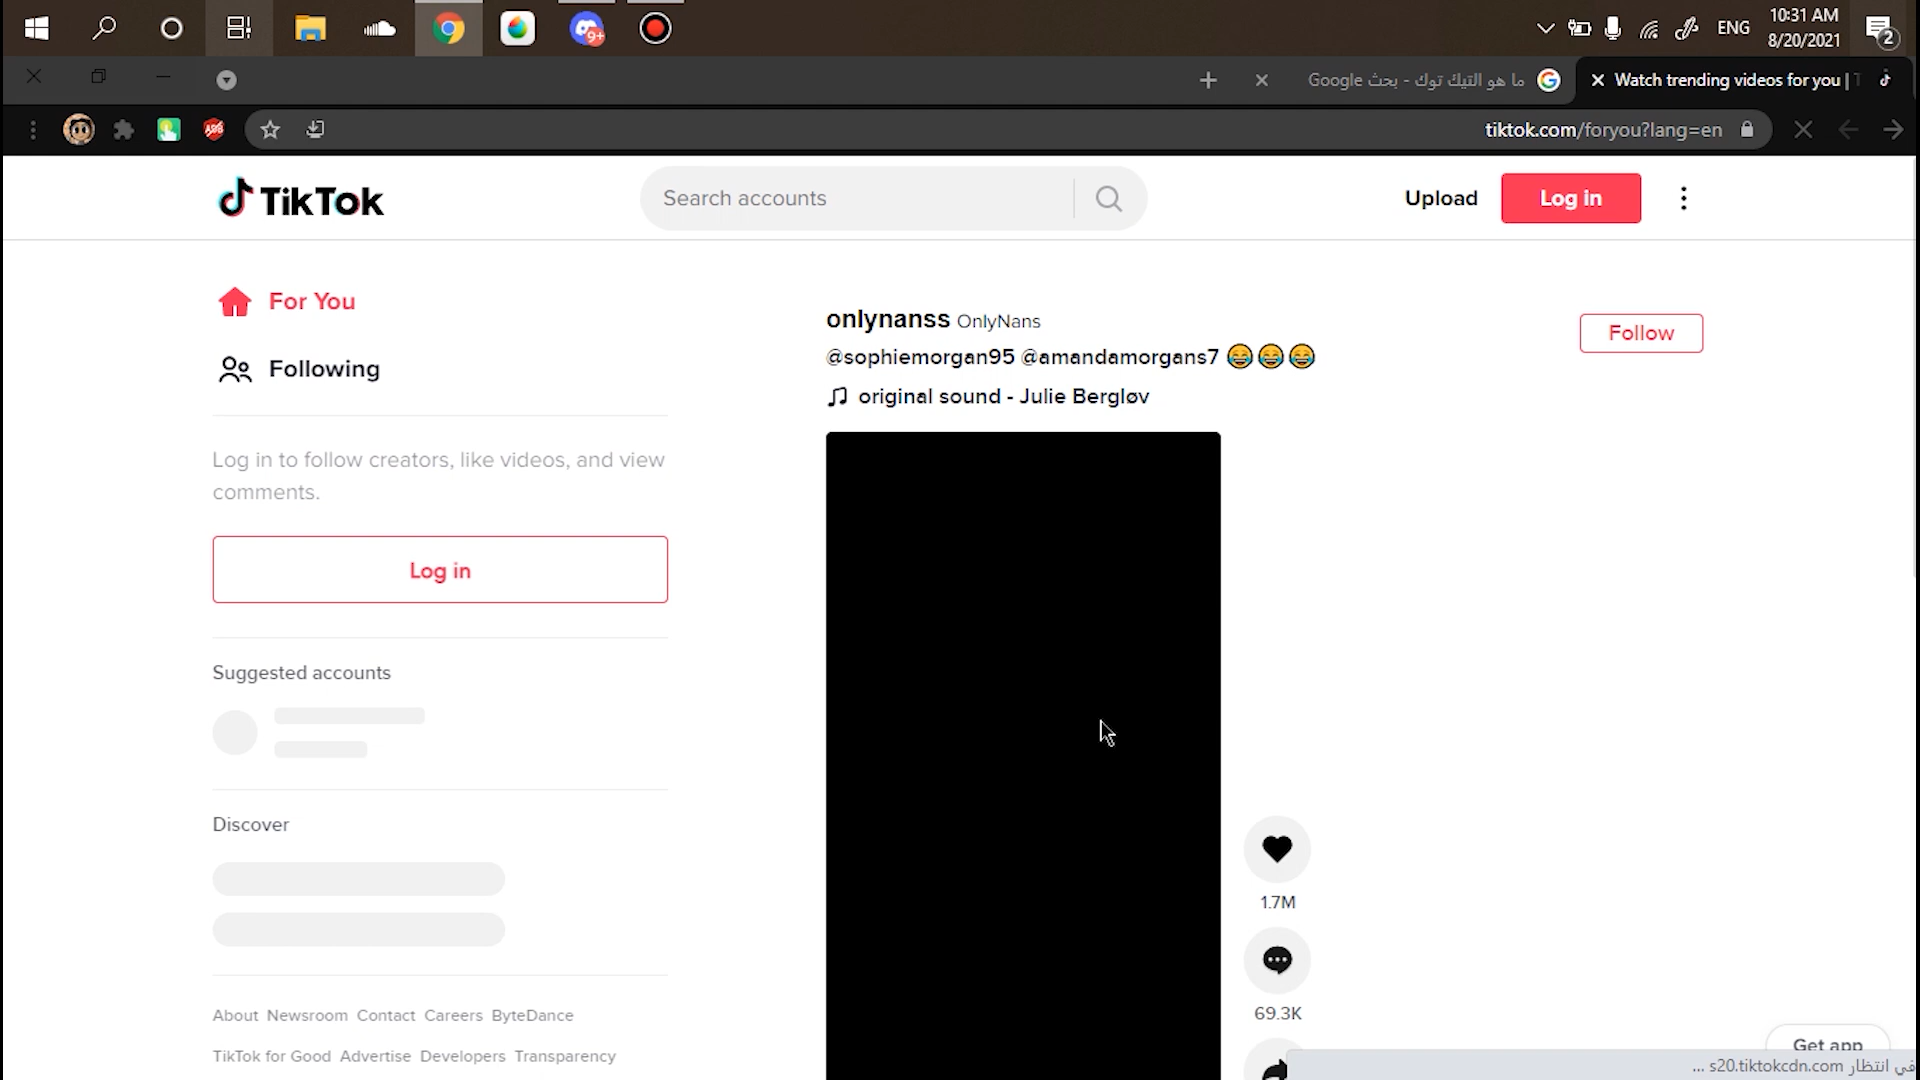 9+
ENG
10:31 AM
8/20/2021
2
ما هو التيك توك - بحث Google
Watch trending videos for you |
ABP
tiktok.com/foryou?lang=en
TikTok
Search accounts
Upload
Log in
For You
Following
Log in to follow creators, like videos, and view
comments.
Log in
Suggested accounts
Discover
About Newsroom Contact Careers ByteDance
TikTok for Good Advertise Developers Transparency
onlynanss OnlyNans
@sophiemorgan95 @amandamorgans7 😂😂😂
original sound - Julie Bergløv
Follow
1.7M
69.3K
Get app
في انتظار s20.tiktokcdn.com ...